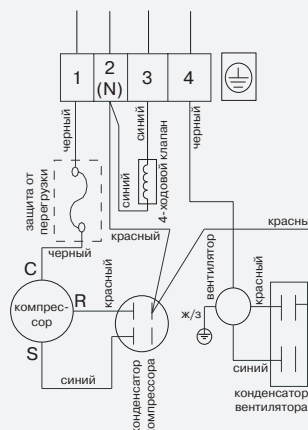 1
2
(N)
3
4
черный
синий
черный
защита от
перегрузки
синий
4-ходовой клапан
черный
красный
красны
C
R
S
компрес-
сор
красный
вентилятор
красный
ж/з
синий
синий
конденсатор
компрессора
конденсатор
вентилятора